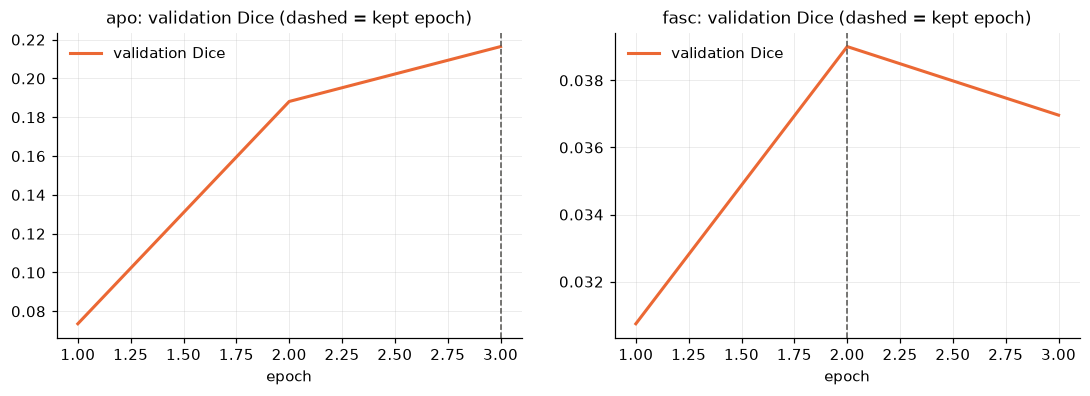 apo: validation Dice (dashed = kept epoch)
validation Dice
0.22
0.20
0.18
0.16
0.14
0.12
0.10
0.08
1.00 1.25 1.50 1.75 2.00 2.25 2.50 2.75 3.00
epoch
fasc: validation Dice (dashed = kept epoch)
validation Dice
0.038
0.036
0.034
0.032
1.00 1.25 1.50 1.75 2.00 2.25 2.50 2.75 3.00
epoch